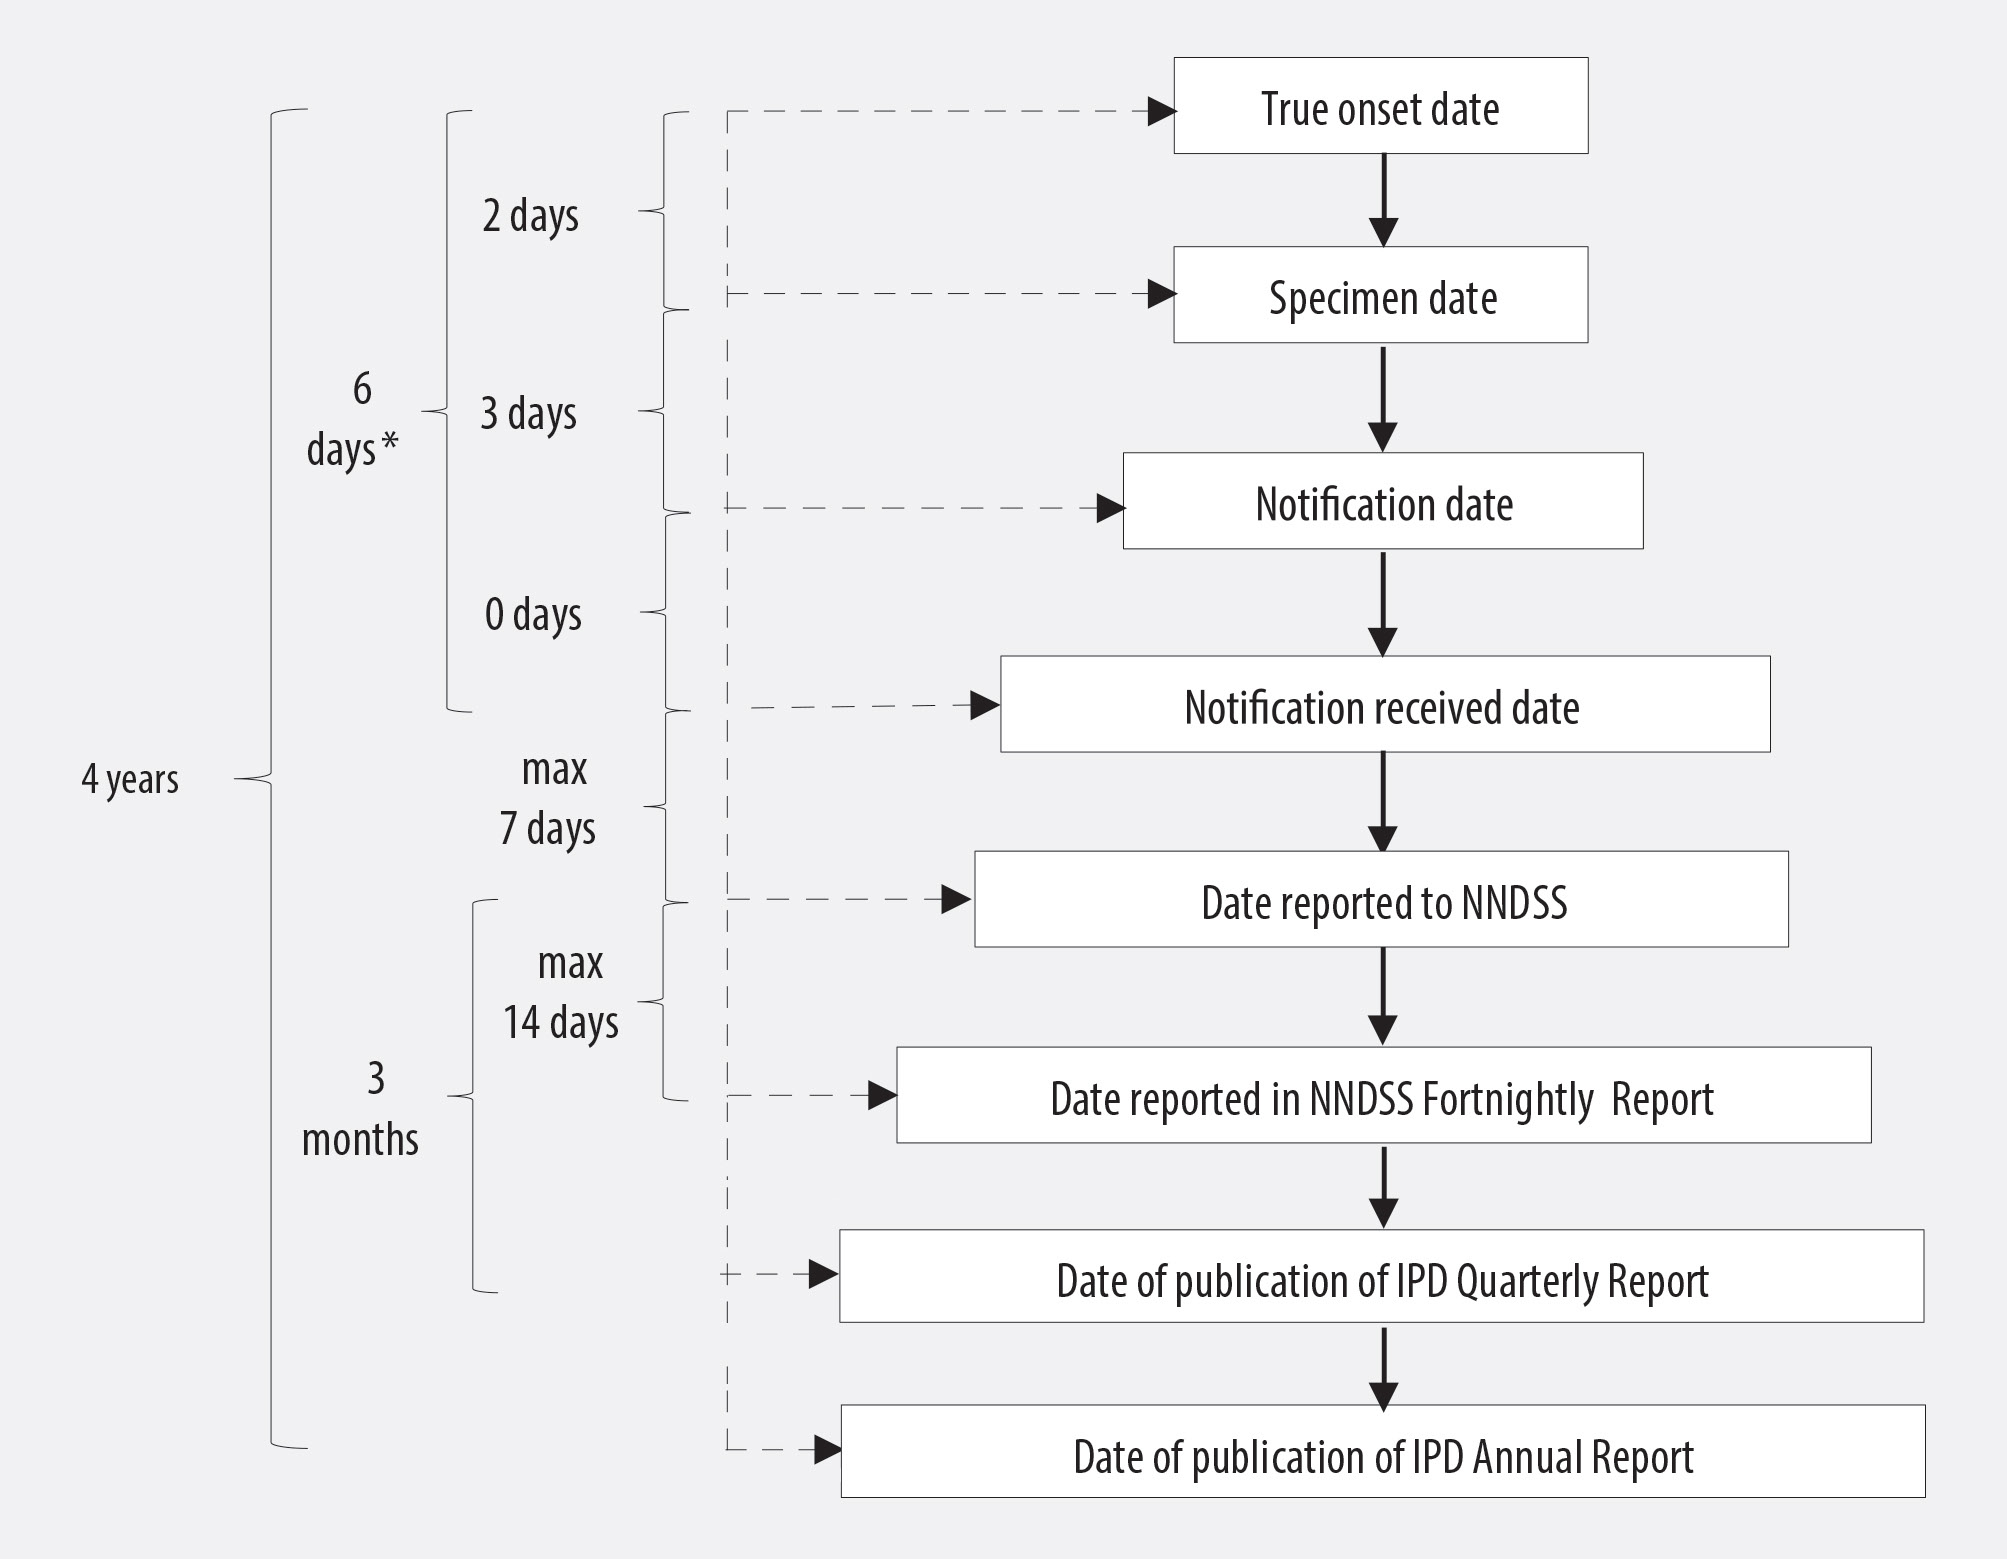 True onset date
2 days
Specimen date
6
days *
3 days
Notification date
0 days
Notification received date
4 years
max
7 days
Date reported to NNDSS
max
14 days
3
months
Date reported in NNDSS Fortnightly Report
Date of publication of IPD Quarterly Report
Date of publication of IPD Annual Report